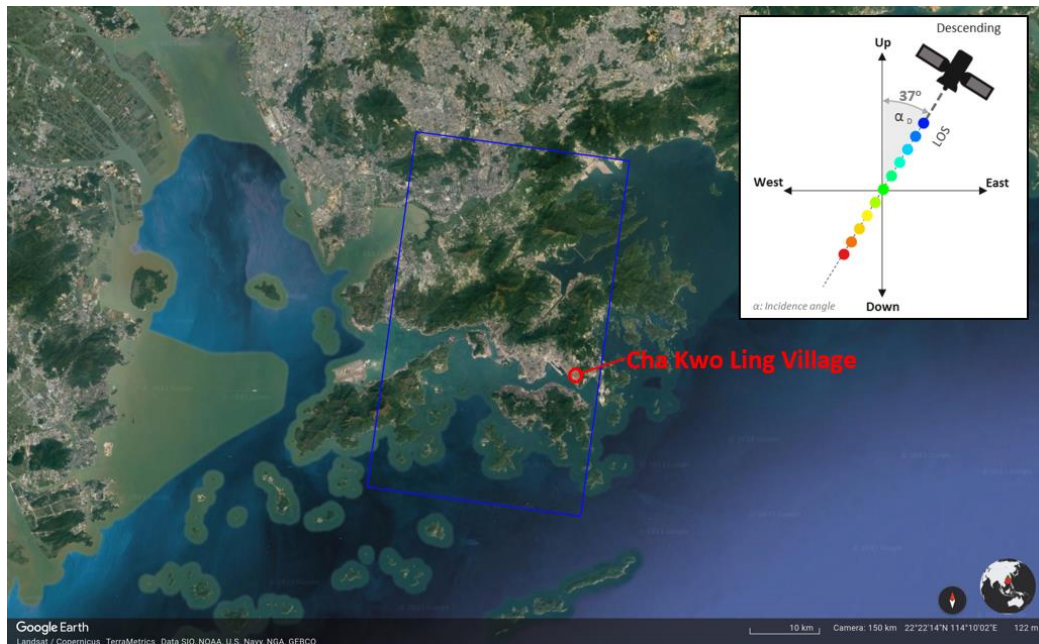 Descending
Up
37°
α D
LOS
West
East
α: Incidence angle
Down
Cha Kwo Ling Village
Google Earth
Landsat / Copernicus TerraMetrics Data SIO, NOAA, U.S. Navy, NGA, GEBCO
10 km Camera: 150 km 22°22'14"N 114°10'02"E 122 m